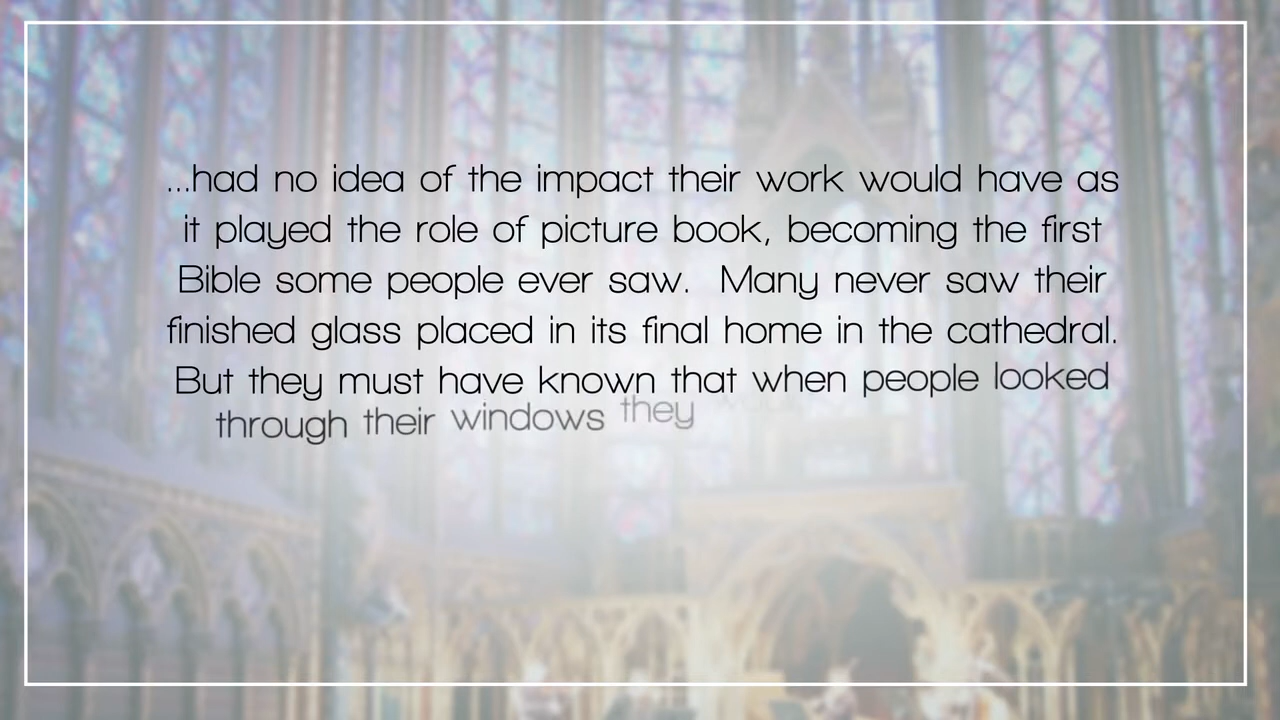 ...had no idea of the impact their work would have as
it played the role of picture book, becoming the first
Bible some people ever saw.  Many never saw their
finished glass placed in its final home in the cathedral.
But they must have known that when people looked
through their windows they